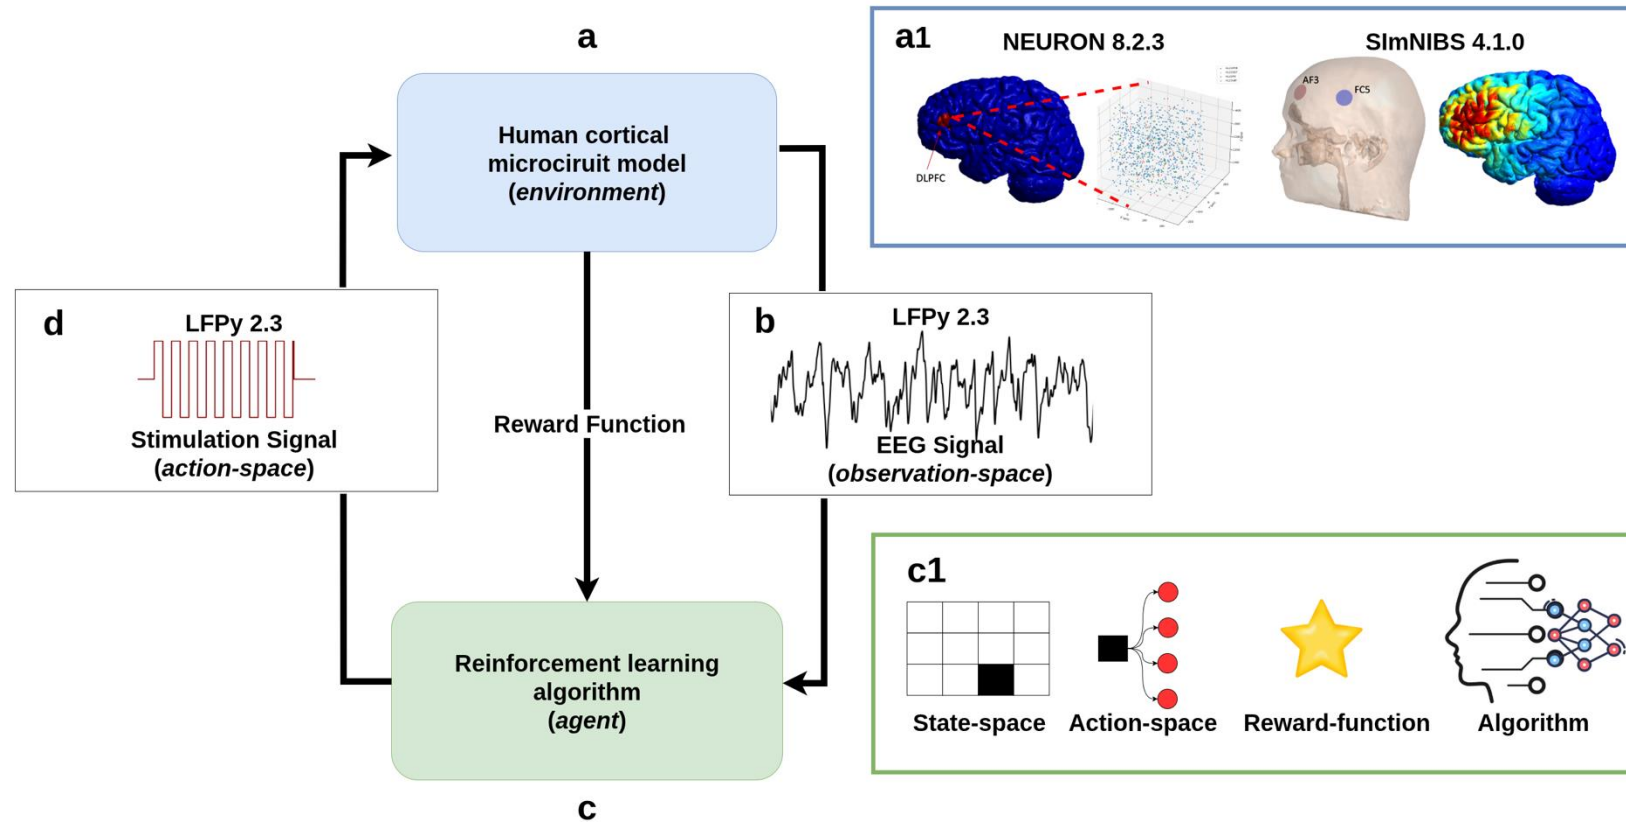 a
Human cortical
microciruit model
(environment)
a1
NEURON 8.2.3
SImNIBS 4.1.0
AF3
FC5
DLPFC
d
LFPy 2.3
Stimulation Signal
(action-space)
b
LFPy 2.3
EEG Signal
(observation-space)
Reward Function
Reinforcement learning
algorithm
(agent)
c
c1
State-space
Action-space
Reward-function
Algorithm